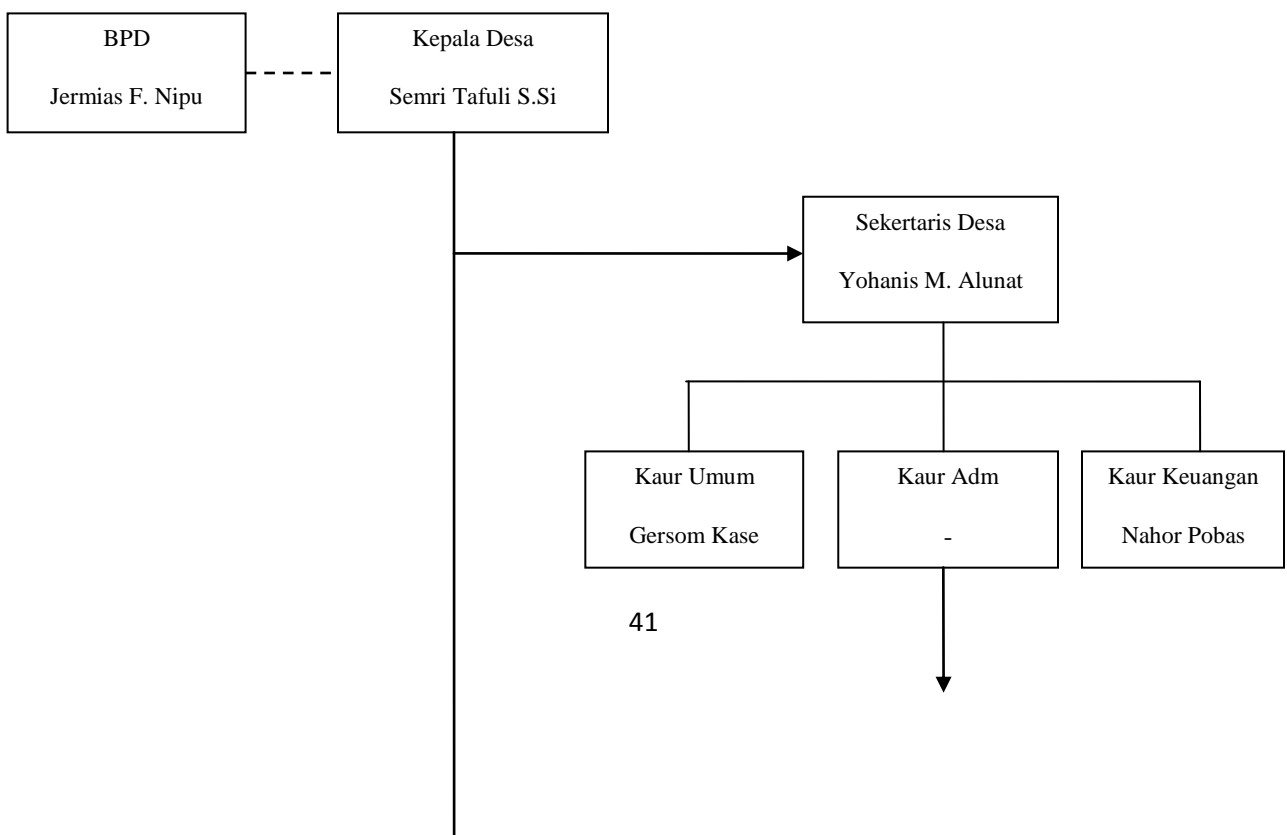 BPD
Jermias F. Nipu
Kepala Desa
Semri Tafuli S.Si
Sekertaris Desa
Yohanis M. Alunat
Kaur Umum
Gersom Kase
Kaur Adm
-
Kaur Keuangan
Nahor Pobas
41